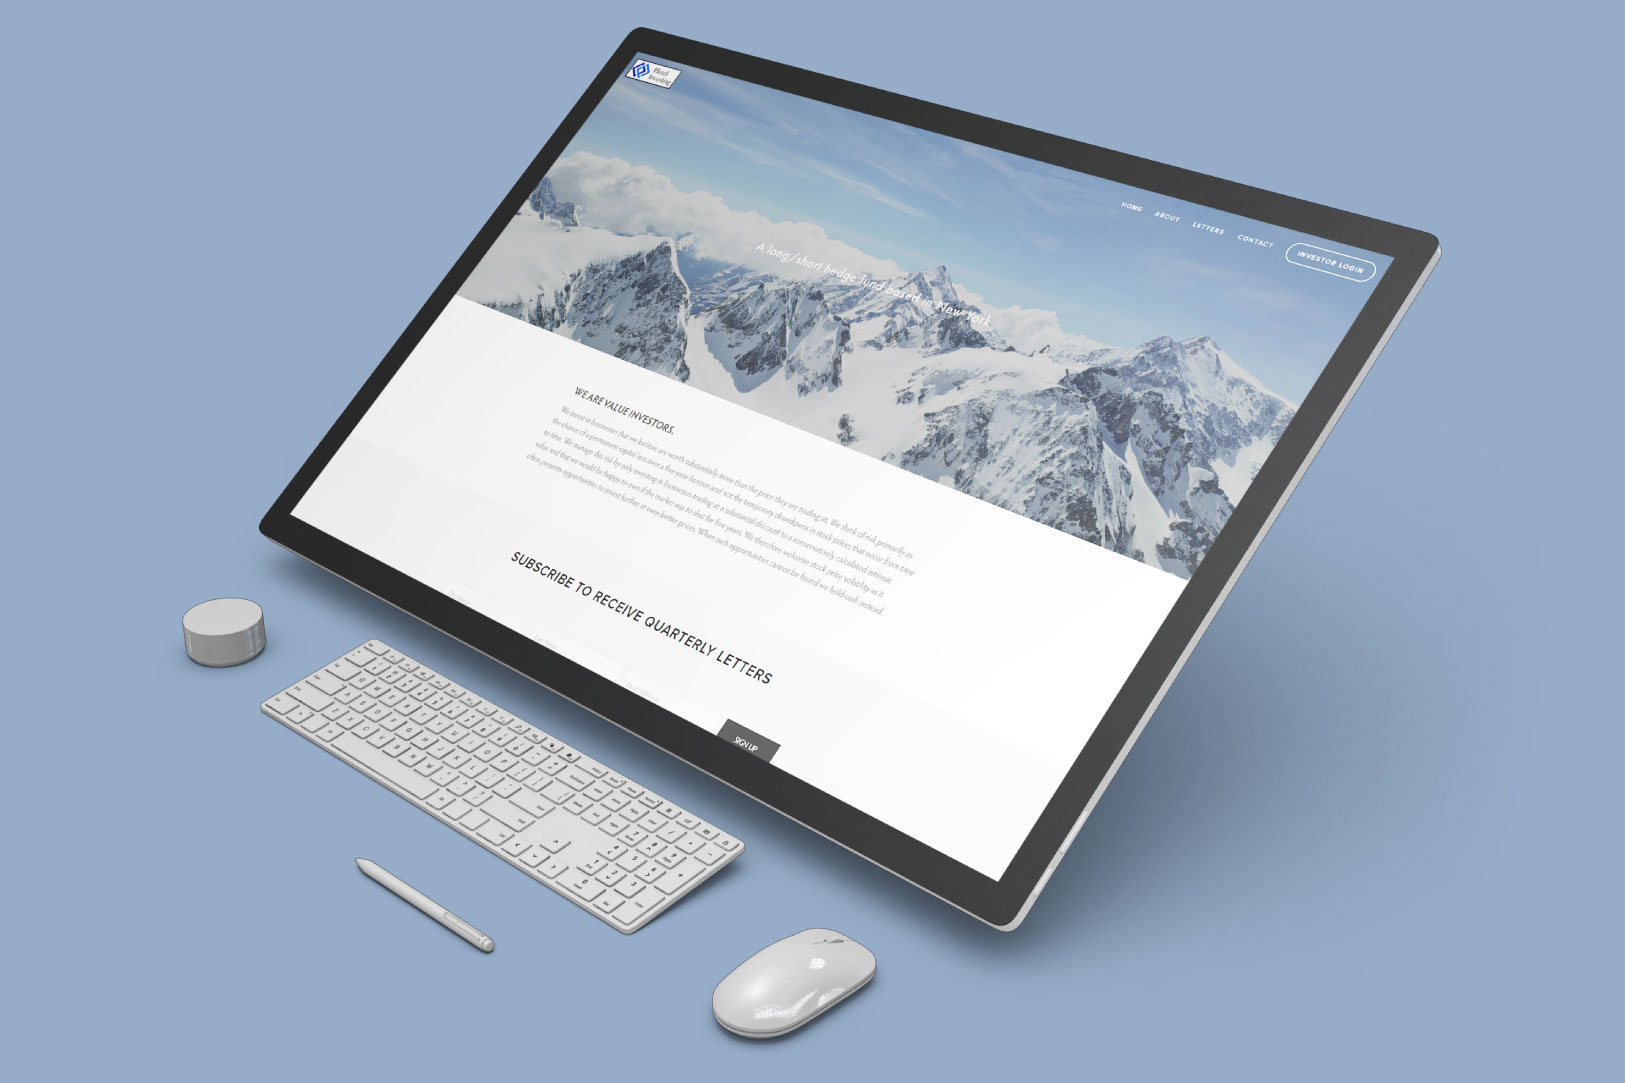 Plural
Investing
HOME ABOUT LETTERS CONTACT INVESTOR LOGIN
A long/short hedge fund based in New York
WE ARE VALUE INVESTORS.
We invest in businesses that we believe are worth substantially more than the price they are trading at. We think of risk primarily as
the chance of a permanent capital loss over a five year horizon and not the temporary drawdowns in stock prices that occur from time
to time. We manage this risk by only investing in businesses trading at a substantial discount to a conservatively calculated intrinsic
value and that we would be happy to own if the market was to shut for five years. We therefore welcome stock price volatility as it
often presents opportunities to invest further at even better prices. When such opportunities cannot be found we hold cash instead.
SUBSCRIBE TO RECEIVE QUARTERLY LETTERS
SIGN UP